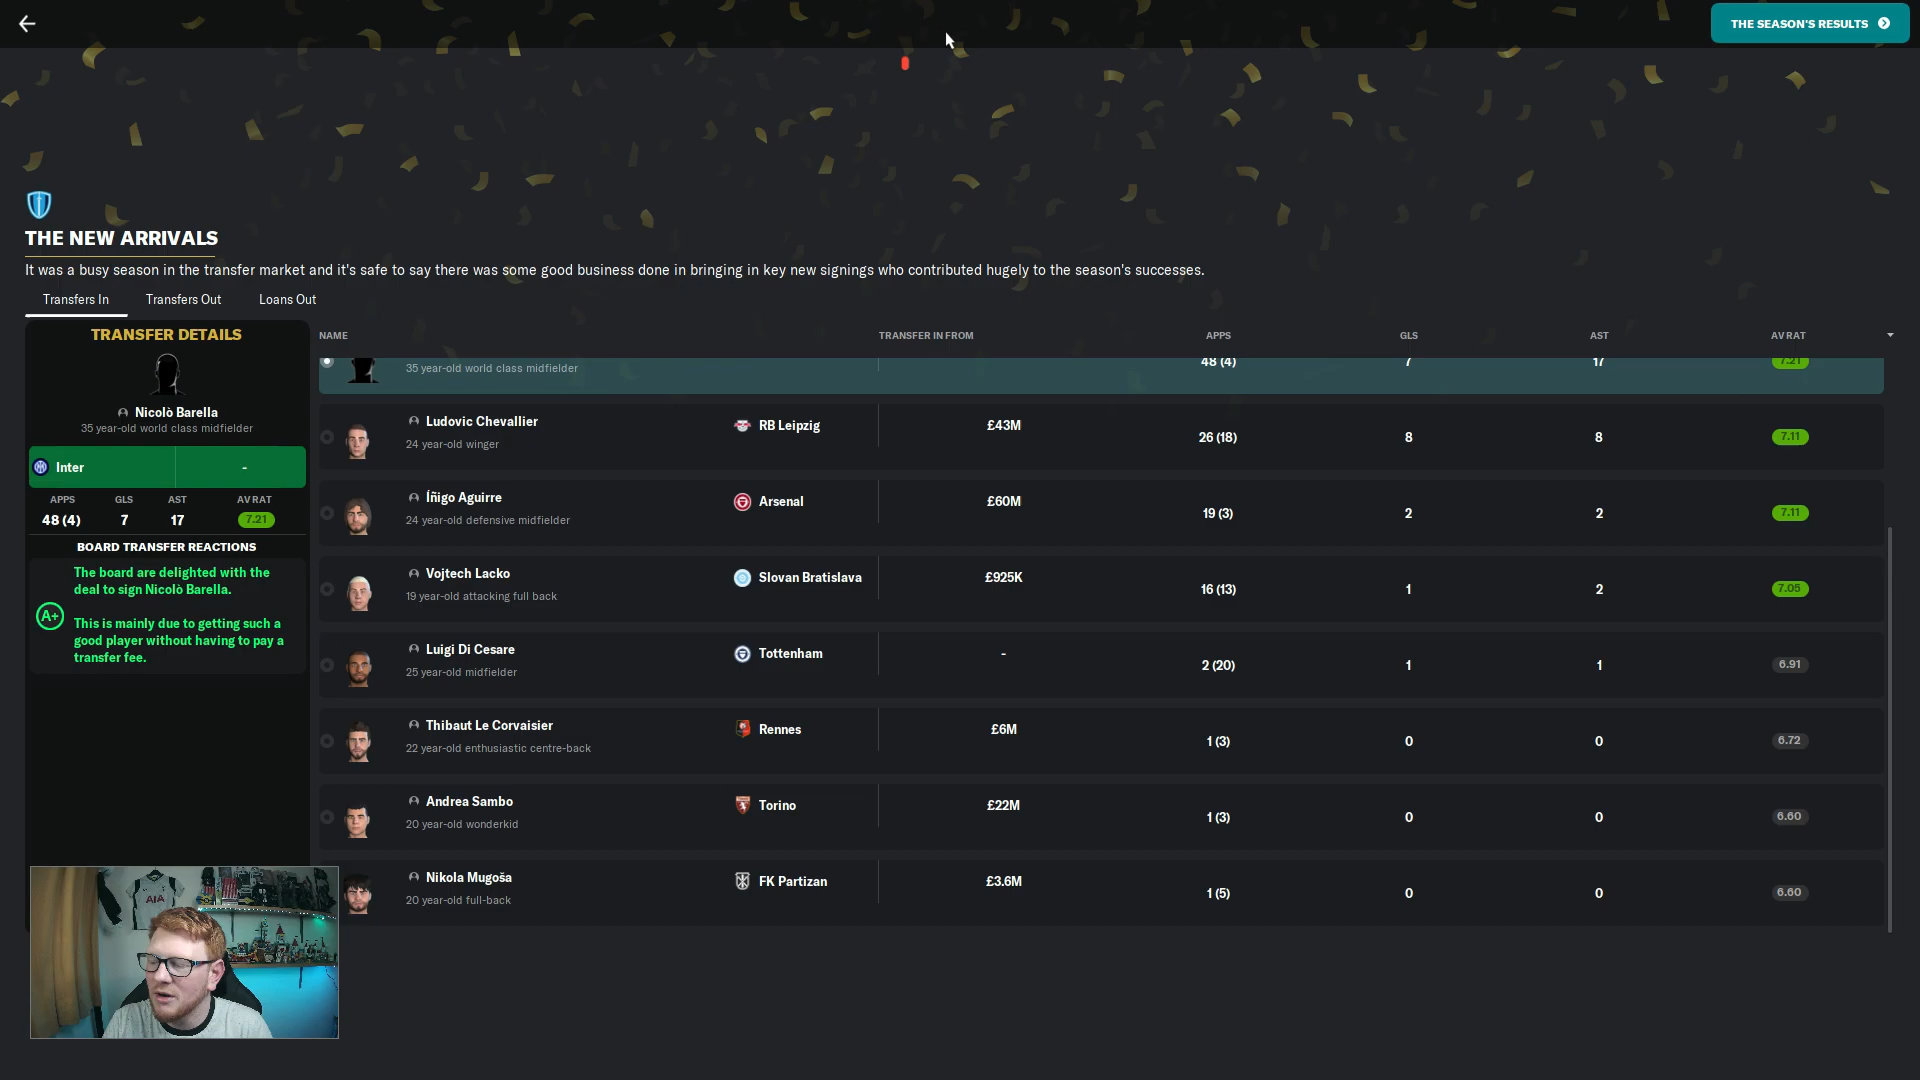 THE SEASON'S RESULTS
THE NEW ARRIVALS
It was a busy season in the transfer market and it's safe to say there was some good business done in bringing in key new signings who contributed hugely to the season's successes.
Transfers In Transfers Out Loans Out
TRANSFER DETAILS
Nicolò Barella
35 year-old world class midfielder
Inter -
APPS GLS AST AV RAT
48 (4) 7 17 7.21
BOARD TRANSFER REACTIONS
A+
The board are delighted with the
deal to sign Nicolò Barella.
This is mainly due to getting such a
good player without having to pay a
transfer fee.
NAME TRANSFER IN FROM APPS GLS AST AV RAT
48 (4) 7 17 7.21
35 year-old world class midfielder
Ludovic Chevallier RB Leipzig £43M 26 (18) 8 8 7.11
24 year-old winger
Íñigo Aguirre Arsenal £60M 19 (3) 2 2 7.11
24 year-old defensive midfielder
Vojtech Lacko Slovan Bratislava £925K 16 (13) 1 2 7.05
19 year-old attacking full back
Luigi Di Cesare Tottenham - 2 (20) 1 1 6.91
25 year-old midfielder
Thibaut Le Corvaisier Rennes £6M 1 (3) 0 0 6.72
22 year-old enthusiastic centre-back
Andrea Sambo Torino £22M 1 (3) 0 0 6.60
20 year-old wonderkid
Nikola Mugoša FK Partizan £3.6M 1 (5) 0 0 6.60
20 year-old full-back
AIA